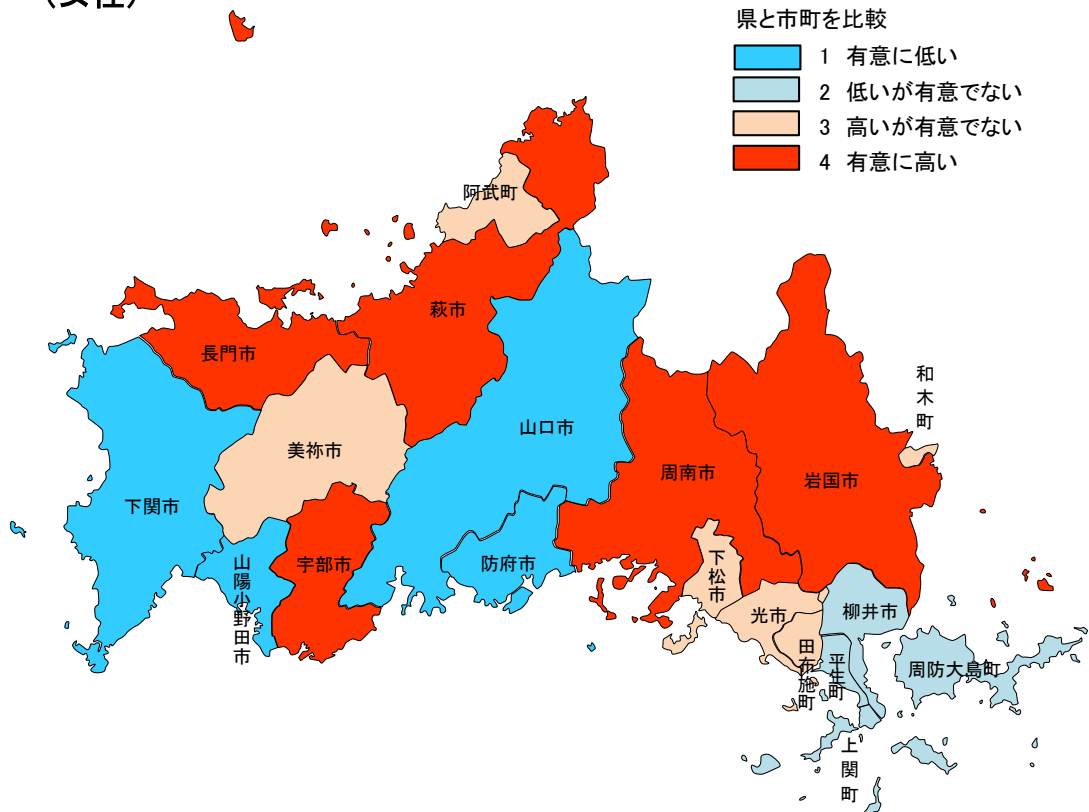 (女性)
県と市町を比較
1 有意に低い
2 低いが有意でない
3 高いが有意でない
4 有意に高い
阿武町
萩市
長門市
和木町
山口市
美祢市
周南市
岩国市
下関市
防府市
宇部市
山陽小野田市
下松市
光市
柳井市
田布施町
平生町
周防大島町
上関町